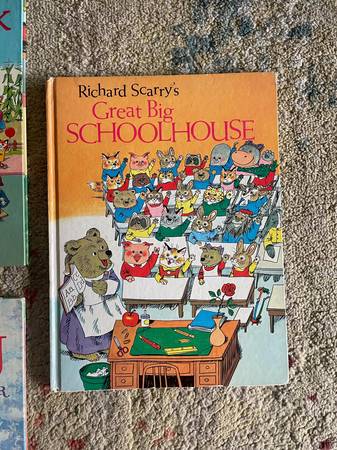 Richard Scarry's
Great Big
SCHOOLHOUSE
K
U
R